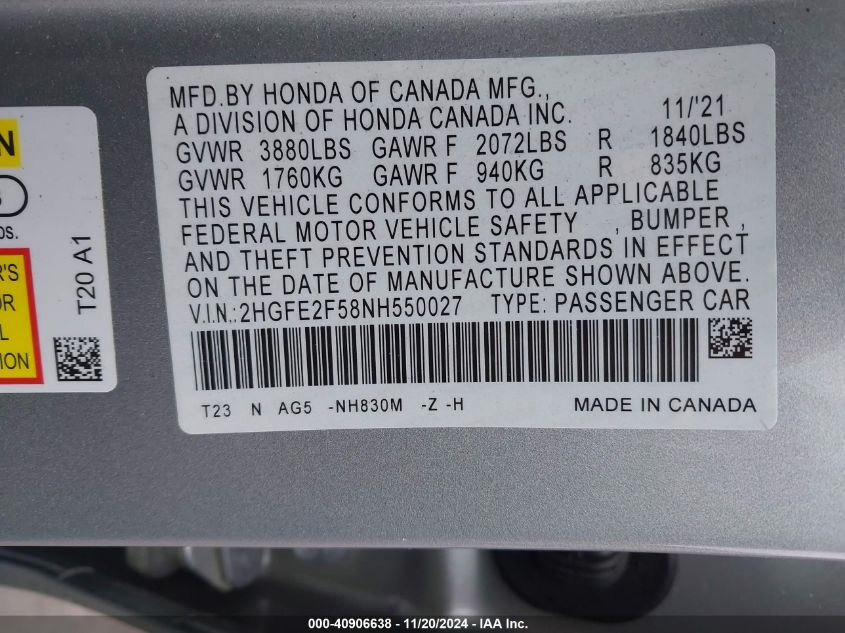 MFD.BY HONDA OF CANADA MFG.,
A DIVISION OF HONDA CANADA INC. 11/'21
GVWR 3880LBS GAWR F 2072LBS R 1840LBS
GVWR 1760KG GAWR F 940KG R 835KG
THIS VEHICLE CONFORMS TO ALL APPLICABLE
FEDERAL MOTOR VEHICLE SAFETY , BUMPER ,
AND THEFT PREVENTION STANDARDS IN EFFECT
ON THE DATE OF MANUFACTURE SHOWN ABOVE.
V.I.N.:2HGFE2F58NH550027 TYPE: PASSENGER CAR
T23 N AG5 -NH830M -Z -H MADE IN CANADA
T20 A1
000-40906638 - 11/20/2024 - IAA Inc.